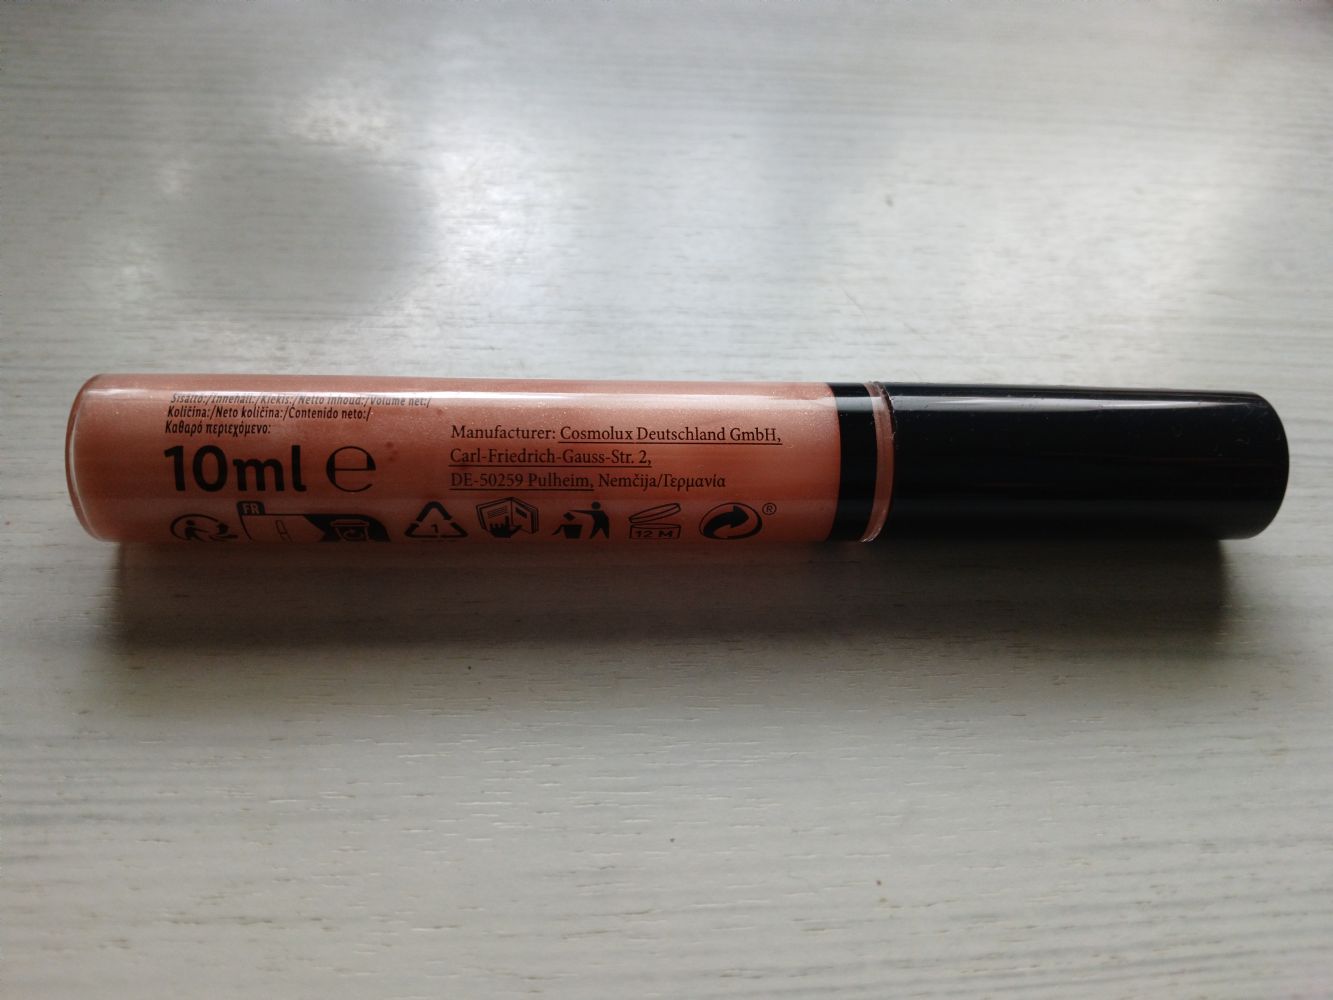 Sisältö:/Innehåll:/Kiekis:/Netto inhoud:/Volume net:/
Količina:/Neto količina:/Contenido neto:/
Καθαρό περιεχόμενο:
10ml ℮
Manufacturer: Cosmolux Deutschland GmbH,
Carl-Friedrich-Gauss-Str. 2,
DE-50259 Pulheim, Nemčija/Γερμανία
FR
1
12 M
®